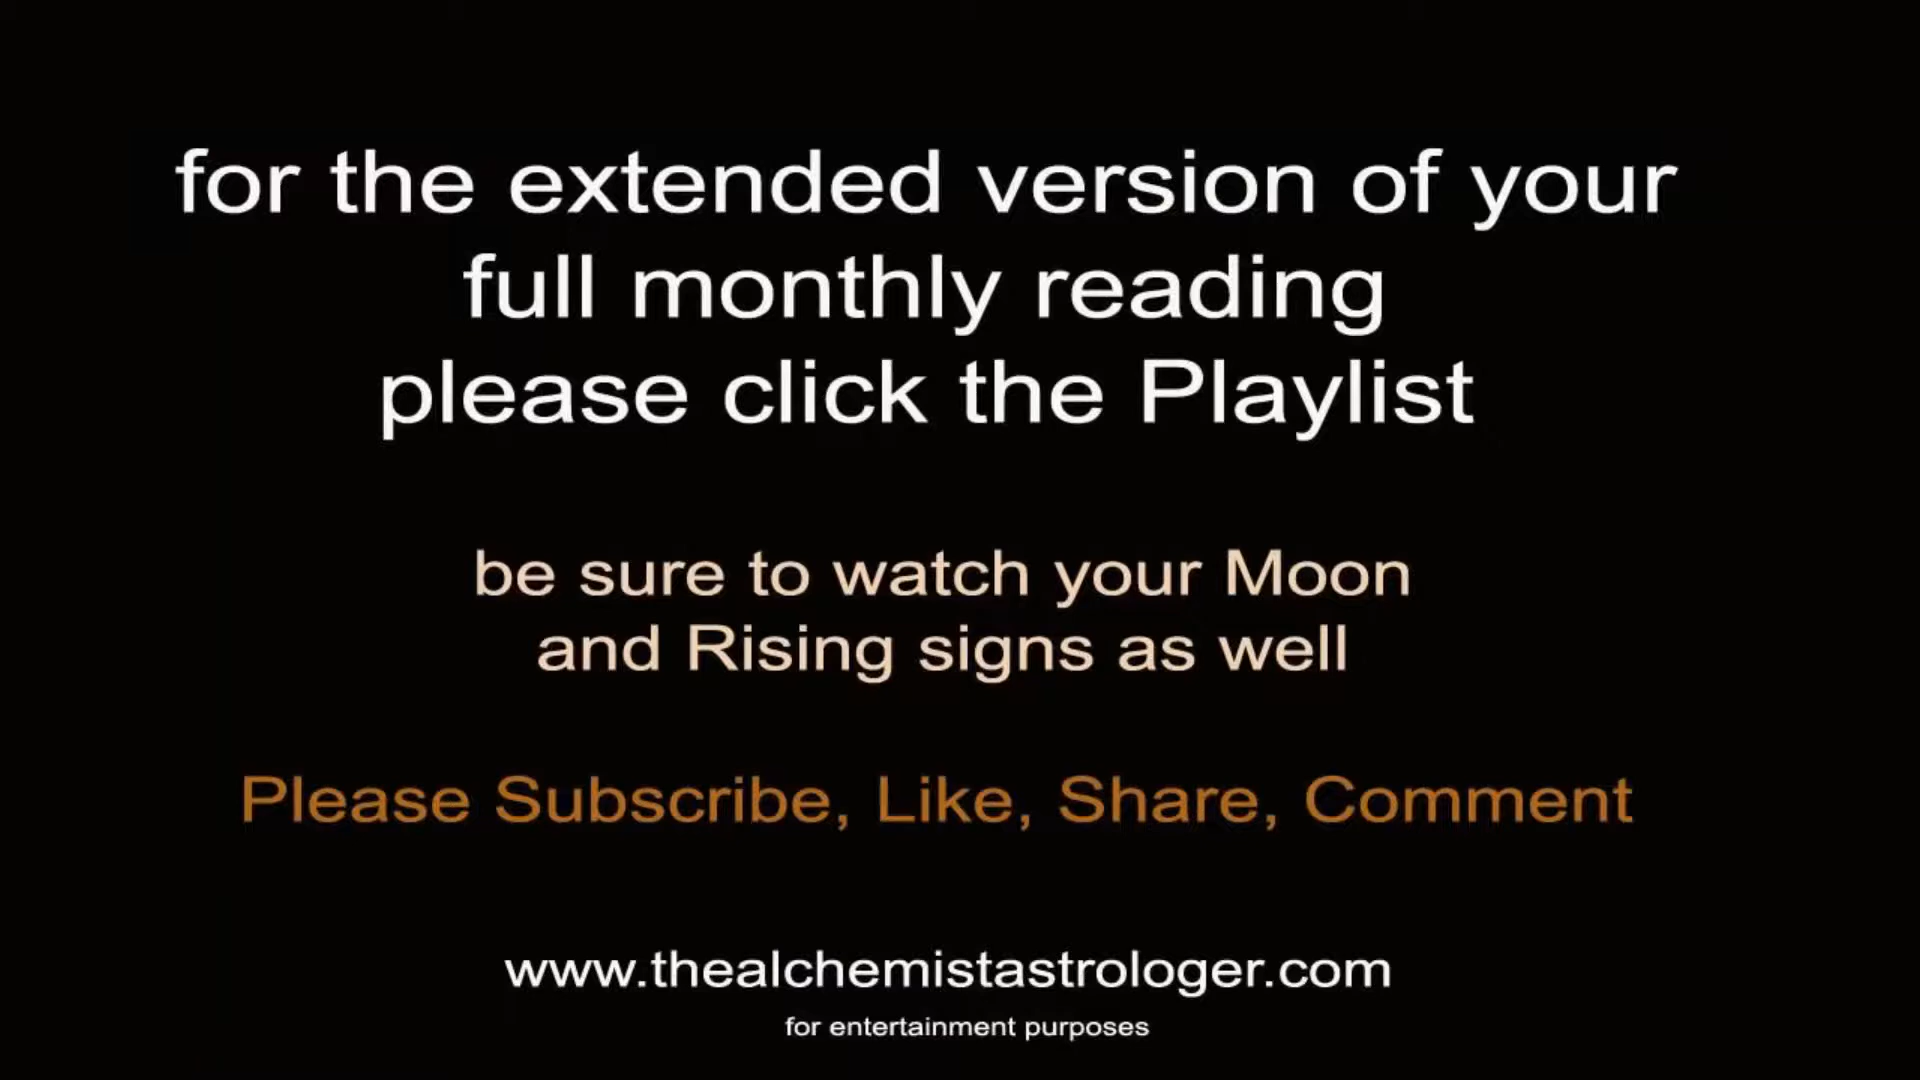 for the extended version of your
full monthly reading
please click the Playlist
be sure to watch your Moon
and Rising signs as well
Please Subscribe, Like, Share, Comment
www.thealchemistastrologer.com
for entertainment purposes